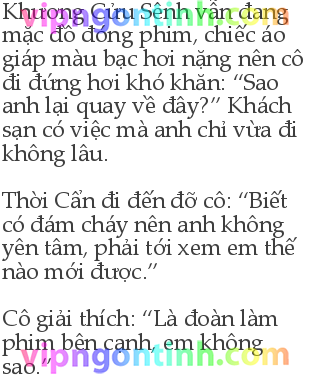 Khương Cửu Sênh vẫn đang
mặc đồ đóng phim, chiếc áo
giáp màu bạc hơi nặng nên cô
đi đứng hơi khó khăn: “Sao
anh lại quay về đây?” Khách
sạn có việc mà anh chỉ vừa đi
không lâu.
Thời Cẩn đi đến đỡ cô: “Biết
có đám cháy nên anh không
yên tâm, phải tới xem em thế
nào mới được.”
Cô giải thích: “Là đoàn làm
phim bên cạnh, em không
sao.”
vipngontinh.com
vipngontinh.com